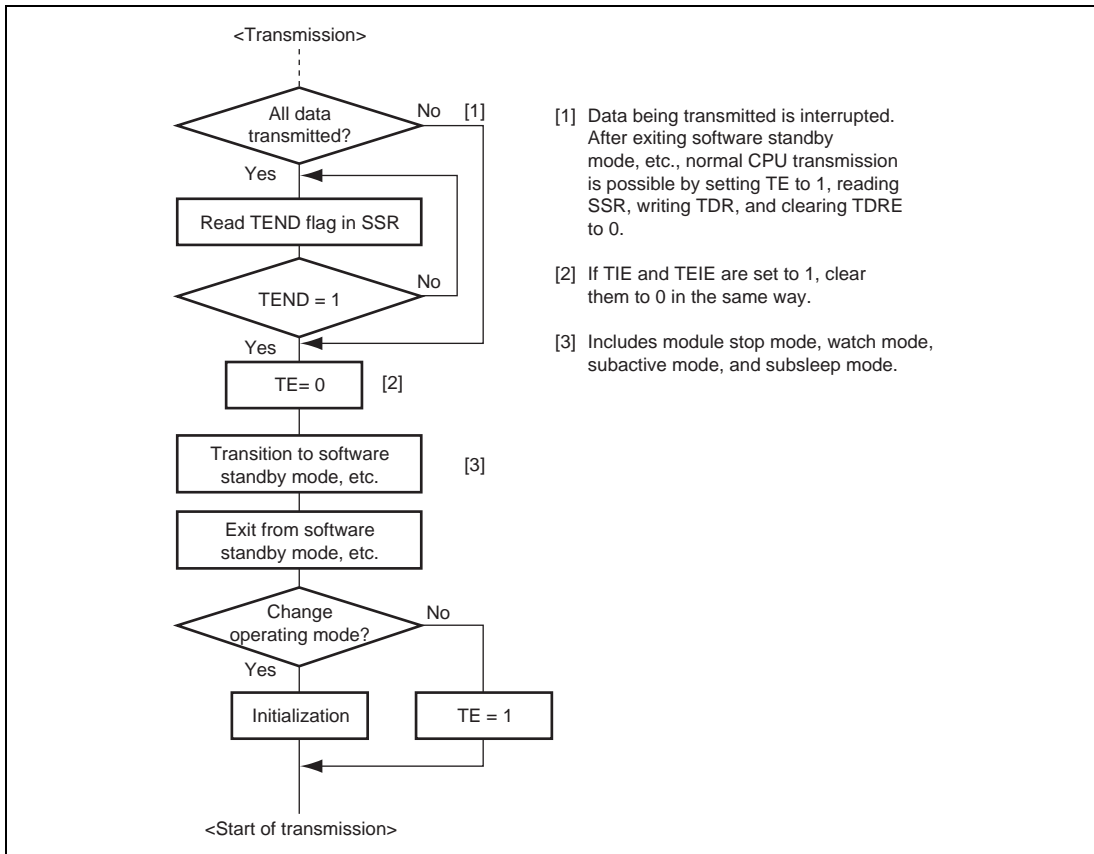 <Transmission>
All data
transmitted?
No
[1]
Yes
Read TEND flag in SSR
TEND = 1
No
Yes
TE= 0
[2]
Transition to software
standby mode, etc.
[3]
Exit from software
standby mode, etc.
Change
operating mode?
No
Yes
Initialization
TE = 1
<Start of transmission>
[1] Data being transmitted is interrupted.
After exiting software standby
mode, etc., normal CPU transmission
is possible by setting TE to 1, reading
SSR, writing TDR, and clearing TDRE
to 0.
[2] If TIE and TEIE are set to 1, clear
them to 0 in the same way.
[3] Includes module stop mode, watch mode,
subactive mode, and subsleep mode.